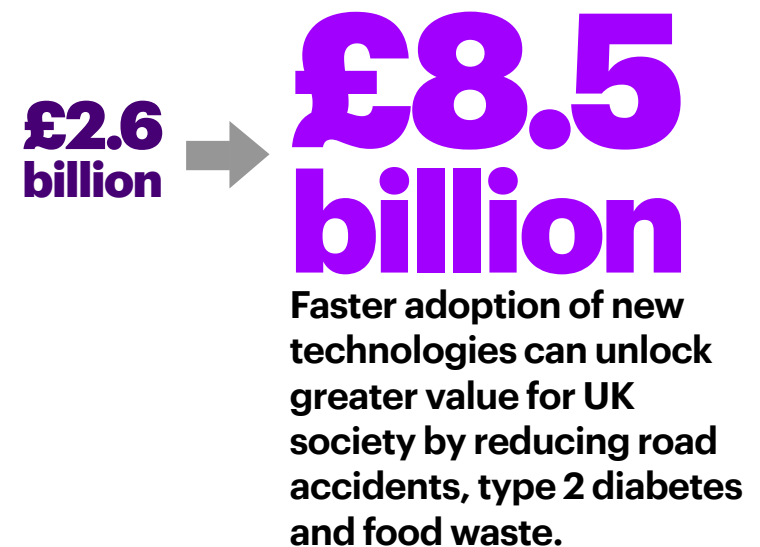 £2.6
billion
£8.5
billion
Faster adoption of new
technologies can unlock
greater value for UK
society by reducing road
accidents, type 2 diabetes
and food waste.